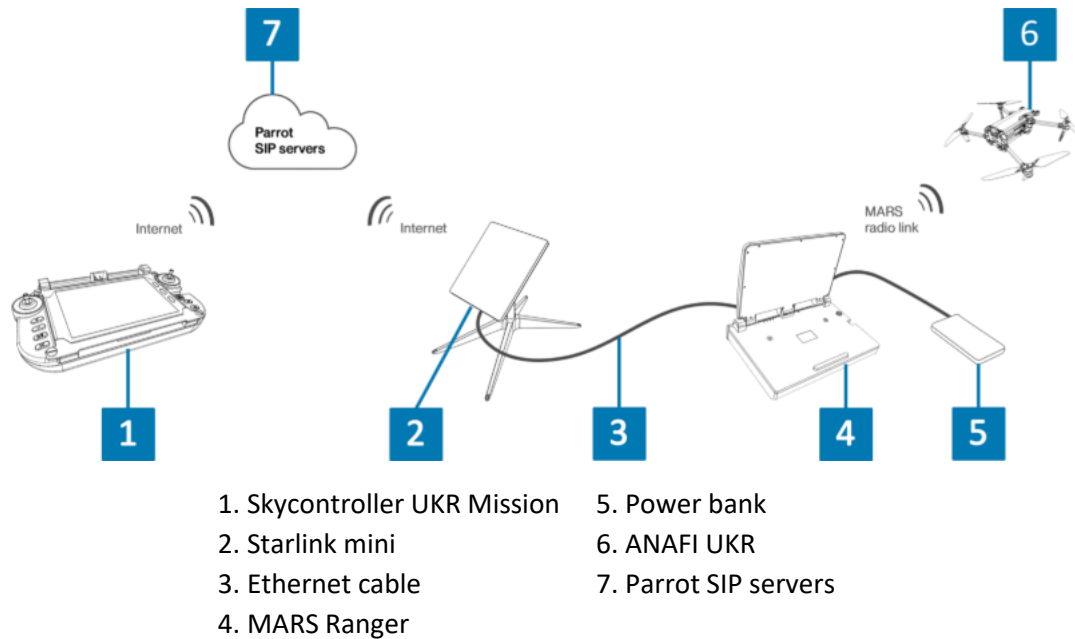 7
6
Parrot
SIP servers
Internet
Internet
MARS
radio link
1
2
3
4
5
1. Skycontroller UKR Mission
2. Starlink mini
3. Ethernet cable
4. MARS Ranger
5. Power bank
6. ANAFI UKR
7. Parrot SIP servers